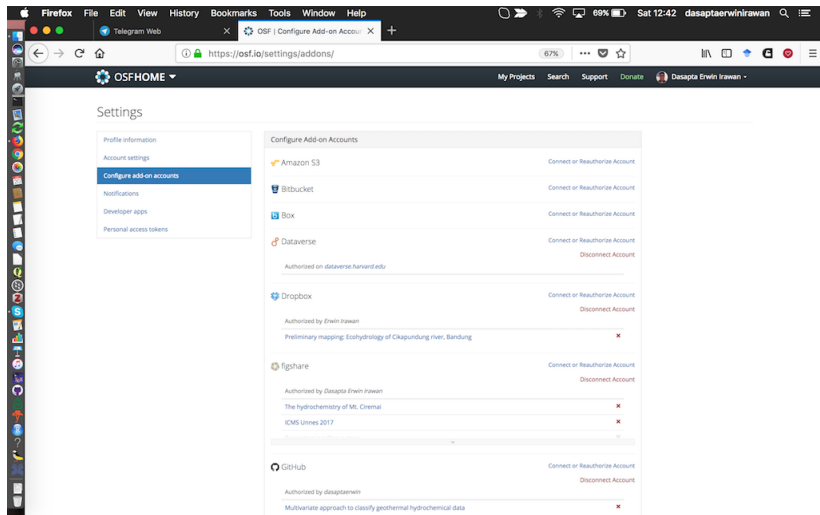 Firefox File Edit View History Bookmarks Tools Window Help 69% Sat 12:42 dasaptaerwinirawan
Telegram Web OSF | Configure Add-on Accoun
https://osf.io/settings/addons/ 67%
OSFHOME My Projects Search Support Donate Dasapta Erwin Irawan
Settings
Profile information
Account settings
Configure add-on accounts
Notifications
Developer apps
Personal access tokens
Configure Add-on Accounts
Amazon S3 Connect or Reauthorize Account
Bitbucket Connect or Reauthorize Account
Box Connect or Reauthorize Account
Dataverse Connect or Reauthorize Account
Disconnect Account
Authorized on dataverse.harvard.edu
Dropbox Connect or Reauthorize Account
Disconnect Account
Authorized by Erwin Irawan
Preliminary mapping: Ecohydrology of Cikapundung river, Bandung
figshare Connect or Reauthorize Account
Disconnect Account
Authorized by Dasapta Erwin Irawan
The hydrochemistry of Mt. Ciremai
ICMS Unnes 2017
GitHub Connect or Reauthorize Account
Disconnect Account
Authorized by dasaptaerwin
Multivariate approach to classify geothermal hydrochemical data